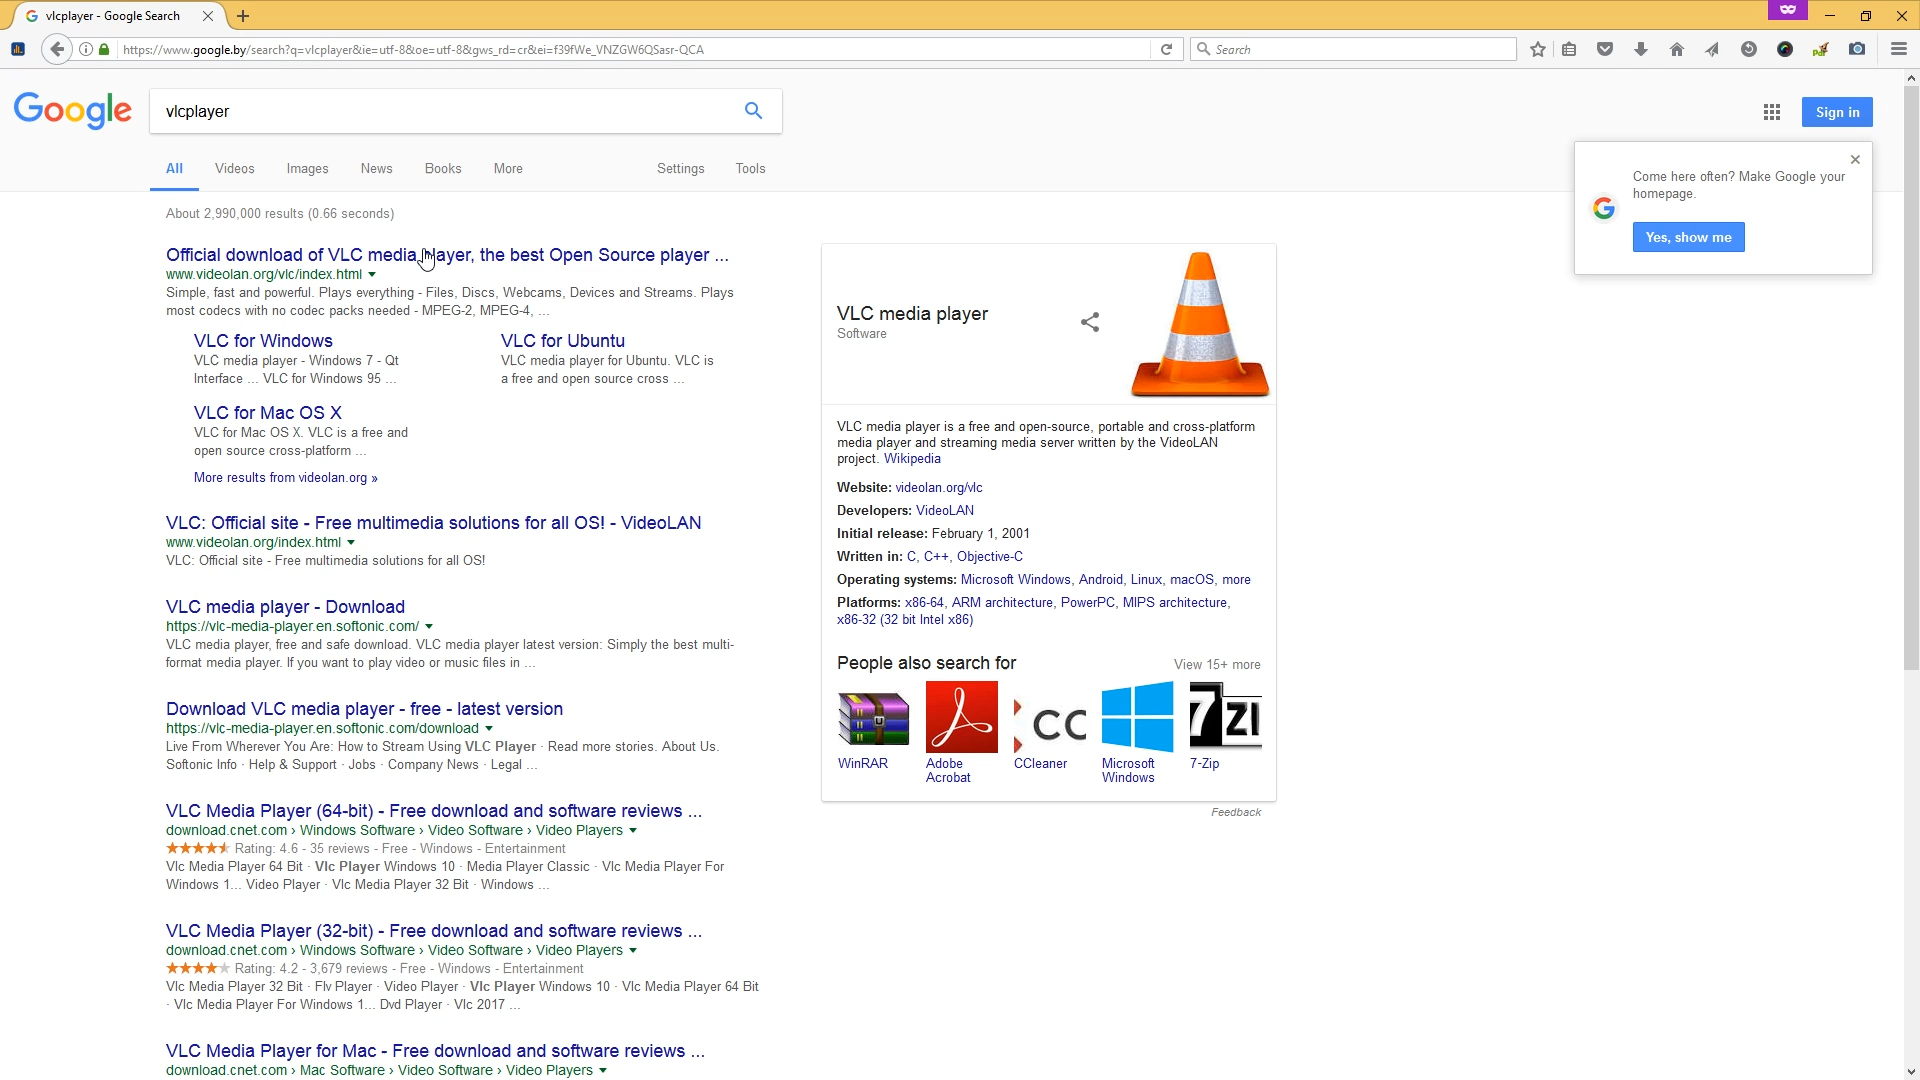 vlcplayer - Google Search
https://www.google.by/search?q=vlcplayer&ie=utf-8&oe=utf-8&gws_rd=cr&ei=f39fWe_VNZGW6QSasr-QCA
Search
Google
vlcplayer
Sign in
All
Videos
Images
News
Books
More
Settings
Tools
Come here often? Make Google your
homepage.
Yes, show me
About 2,990,000 results (0.66 seconds)
Official download of VLC media player, the best Open Source player ...
www.videolan.org/vlc/index.html
Simple, fast and powerful. Plays everything - Files, Discs, Webcams, Devices and Streams. Plays
most codecs with no codec packs needed - MPEG-2, MPEG-4, ...
VLC for Windows
VLC media player - Windows 7 - Qt
Interface ... VLC for Windows 95 ...
VLC for Ubuntu
VLC media player for Ubuntu. VLC is
a free and open source cross ...
VLC for Mac OS X
VLC for Mac OS X. VLC is a free and
open source cross-platform ...
More results from videolan.org »
VLC: Official site - Free multimedia solutions for all OS! - VideoLAN
www.videolan.org/index.html
VLC: Official site - Free multimedia solutions for all OS!
VLC media player - Download
https://vlc-media-player.en.softonic.com/
VLC media player, free and safe download. VLC media player latest version: Simply the best multi-
format media player. If you want to play video or music files in ...
Download VLC media player - free - latest version
https://vlc-media-player.en.softonic.com/download
Live From Wherever You Are: How to Stream Using VLC Player · Read more stories. About Us.
Softonic Info · Help & Support · Jobs · Company News · Legal ...
VLC Media Player (64-bit) - Free download and software reviews ...
download.cnet.com › Windows Software › Video Software › Video Players
Rating: 4.6 - 35 reviews - Free - Windows - Entertainment
Vlc Media Player 64 Bit · Vlc Player Windows 10 · Media Player Classic · Vlc Media Player For
Windows 1... Video Player · Vlc Media Player 32 Bit · Windows ...
VLC Media Player (32-bit) - Free download and software reviews ...
download.cnet.com › Windows Software › Video Software › Video Players
Rating: 4.2 - 3,679 reviews - Free - Windows - Entertainment
Vlc Media Player 32 Bit · Flv Player · Video Player · Vlc Player Windows 10 · Vlc Media Player 64 Bit
· Vlc Media Player For Windows 1... Dvd Player · Vlc 2017 ...
VLC Media Player for Mac - Free download and software reviews ...
download.cnet.com › Mac Software › Video Software › Video Players
VLC media player
Software
VLC media player is a free and open-source, portable and cross-platform
media player and streaming media server written by the VideoLAN
project. Wikipedia
Website: videolan.org/vlc
Developers: VideoLAN
Initial release: February 1, 2001
Written in: C, C++, Objective-C
Operating systems: Microsoft Windows, Android, Linux, macOS, more
Platforms: x86-64, ARM architecture, PowerPC, MIPS architecture,
x86-32 (32 bit Intel x86)
People also search for
View 15+ more
CC
7ZI
WinRAR
Adobe
Acrobat
CCleaner
Microsoft
Windows
7-Zip
Feedback